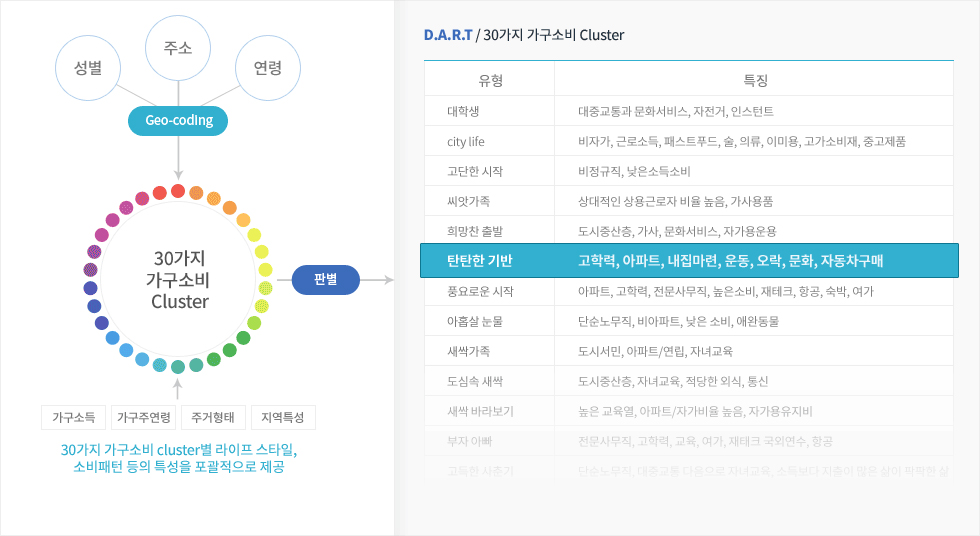 주소
성별
연령
Geo-coding
30가지
가구소비
Cluster
판별
가구소득 가구주연령 주거형태 지역특성
30가지 가구소비 cluster별 라이프 스타일,
소비패턴 등의 특성을 포괄적으로 제공
D.A.R.T / 30가지 가구소비 Cluster
유형 특징
대학생 대중교통과 문화서비스, 자전거, 인스턴트
city life 비자가, 근로소득, 패스트푸드, 술, 의류, 이미용, 고가소비재, 중고제품
고단한 시작 비정규직, 낮은소득소비
씨앗가족 상대적인 상용근로자 비율 높음, 가사용품
희망찬 출발 도시중산층, 가사, 문화서비스, 자가용운용
탄탄한 기반 고학력, 아파트, 내집마련, 운동, 오락, 문화, 자동차구매
풍요로운 시작 아파트, 고학력, 전문사무직, 높은소비, 재테크, 항공, 숙박, 여가
아홉살 눈물 단순노무직, 비아파트, 낮은 소비, 애완동물
새싹가족 도시서민, 아파트/연립, 자녀교육
도심속 새싹 도시중산층, 자녀교육, 적당한 외식, 통신
새싹 바라보기 높은 교육열, 아파트/자가비율 높음, 자가용유지비
부자 아빠 전문사무직, 고학력, 교육, 여가, 재테크 국외연수, 항공
고독한 사춘기 단순노무직, 대중교통 다음으로 자녀교육, 소득보다 지출이 많은 삶이 팍팍한 삶